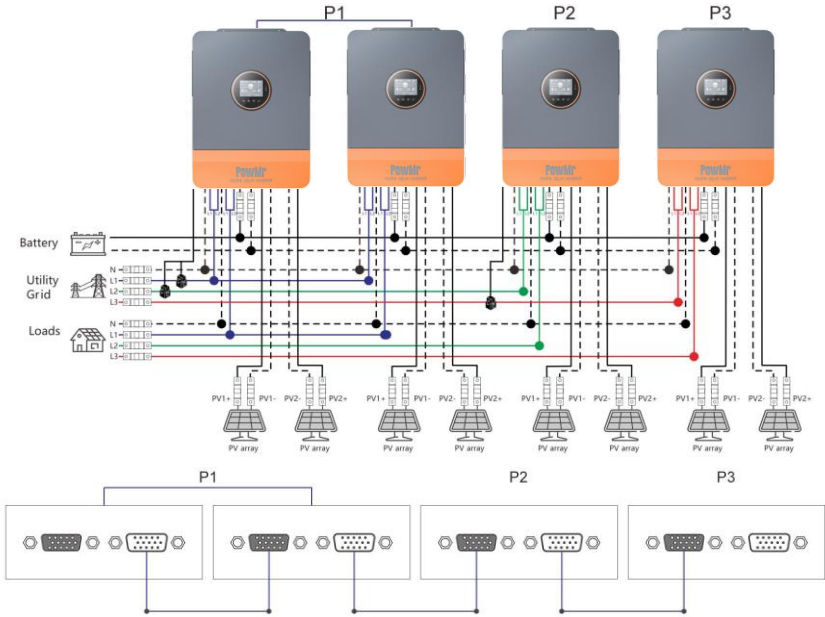 P1 P2 P3
PowMr PowMr PowMr PowMr
Battery
Utility
Grid
N
L1
L2
L3
Loads
N
L1
L2
L3
PV1+ PV1- PV2- PV2+ PV1+ PV1- PV2- PV2+ PV1+ PV1- PV2- PV2+ PV1+ PV1- PV2- PV2+
PV array PV array PV array PV array PV array PV array PV array PV array
P1 P2 P3